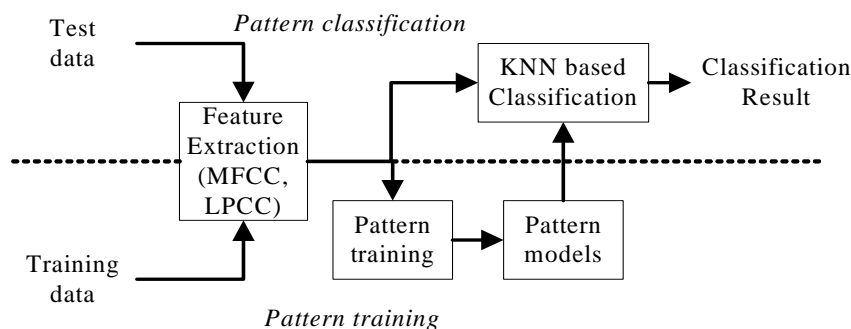 Test
data
Pattern classification
KNN based
Classification
Classification
Result
Feature
Extraction
(MFCC,
LPCC)
Pattern
training
Pattern
models
Training
data
Pattern training